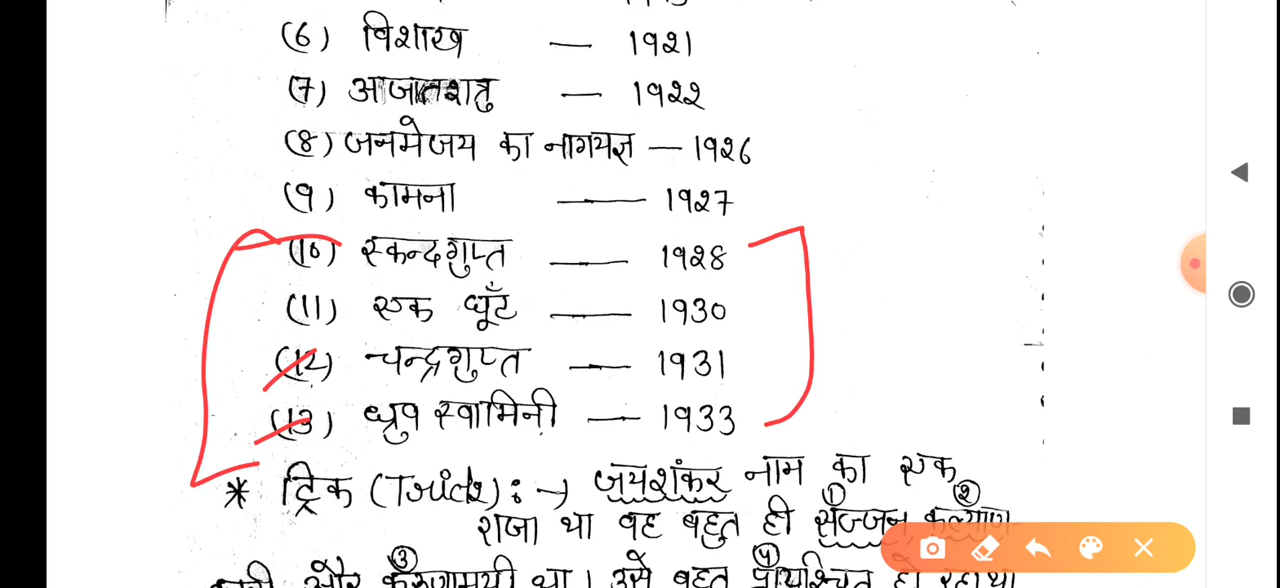 (6) विशाख — 1921
(7) आजातशत्रु — 1922
(8) जनमेजय का नागयज्ञ — 1926
(9) कामना — 1927
(10) स्कन्दगुप्त — 1928
(11) एक घूँट — 1930
(12) चन्द्रगुप्त — 1931
(13) ध्रुव स्वामिनी — 1933
* ट्रिक (Trick) :- → जयशंकर नाम का एक
राजा था वह बहुत ही सज्जन, कल्याण
और करुणामयी था। उसे बहुत प्रायश्चित हो रहा था